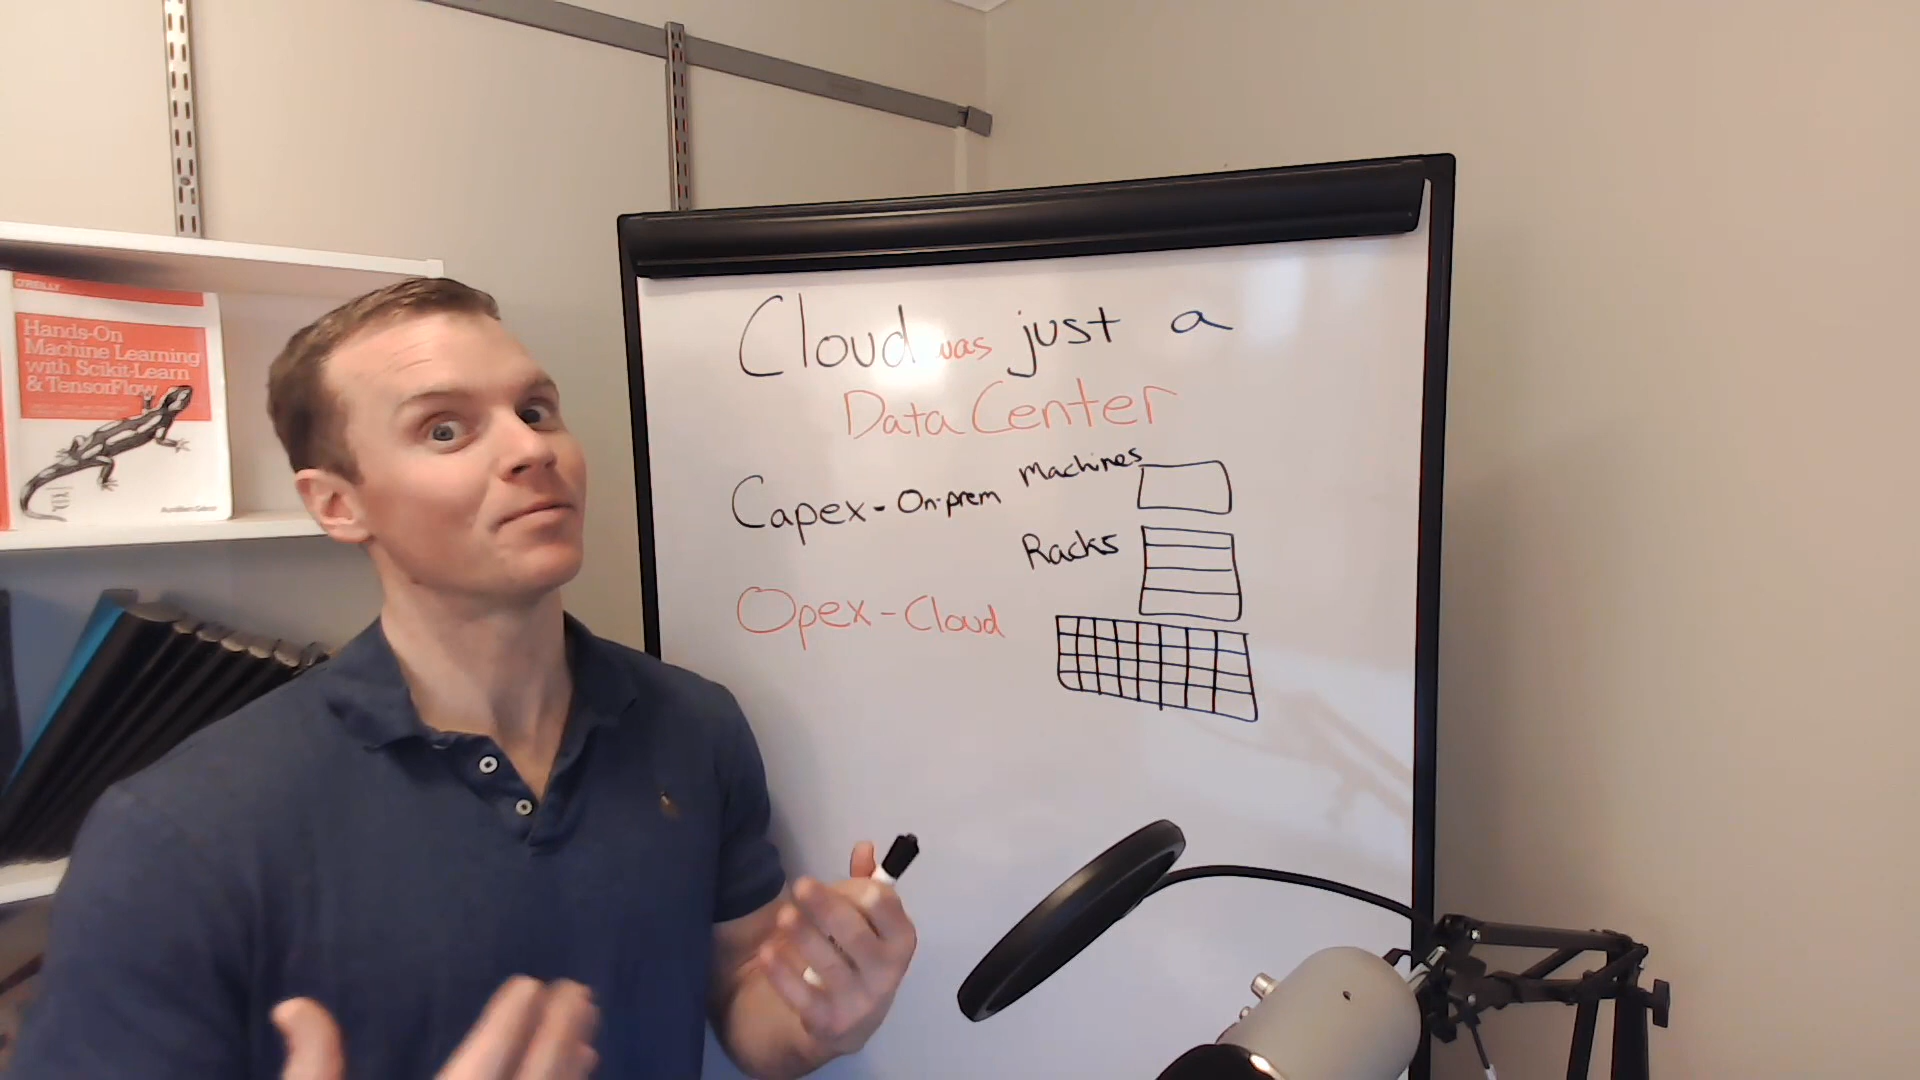 O'REILLY
Hands-On
Machine Learning
with Scikit-Learn
& TensorFlow
Cloud was just a
Data Center
Capex - On-prem
Machines
Racks
Opex - Cloud